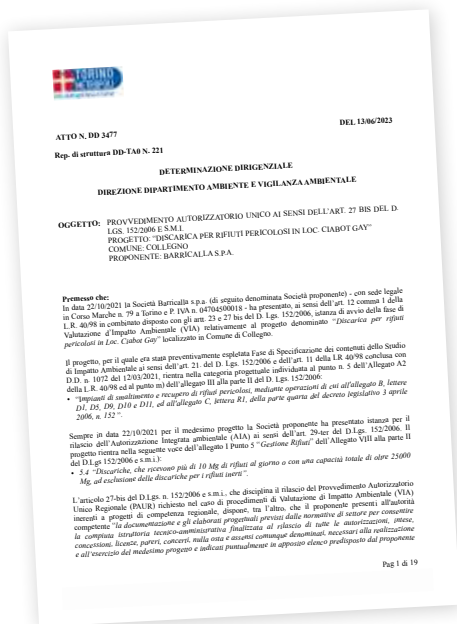 TORINO
METROPOLI
ATTO N. DD 3477
DEL 13/06/2023
Rep. di struttura DD-TA0 N. 221
DETERMINAZIONE DIRIGENZIALE
DIREZIONE DIPARTIMENTO AMBIENTE E VIGILANZA AMBIENTALE
OGGETTO: PROVVEDIMENTO AUTORIZZATORIO UNICO AI SENSI DELL'ART. 27 BIS DEL D.
LGS. 152/2006 E S.M.I.
PROGETTO: "DISCARICA PER RIFIUTI PERICOLOSI IN LOC. CIABOT GAY"
COMUNE: COLLEGNO
PROPONENTE: BARRICALLA S.P.A.
Premesso che:
In data 22/10/2021 la Società Barricalla s.p.a. (di seguito denominata Società proponente) - con sede legale
in Corso Marche n. 79 a Torino e P. IVA n. 04704500018 - ha presentato, ai sensi dell'art. 12 comma 1 della
L.R. 40/98 in combinato disposto con gli artt. 23 e 27 bis del D. Lgs. 152/2006, istanza di avvio della fase di
Valutazione d'Impatto Ambientale (VIA) relativamente al progetto denominato "Discarica per rifiuti
pericolosi in Loc. Ciabot Gay" localizzato in Comune di Collegno.
Il progetto, per il quale era stata preventivamente espletata Fase di Specificazione dei contenuti dello Studio
di Impatto Ambientale ai sensi dell'art. 21. del D. Lgs. 152/2006 e dell'art. 11 della l.R 40/98 conclusa con
D.D. n. 1072 del 12/03/2021, rientra nella categoria progettuale individuata al punto n. 5 dell'Allegato A2
della L.R. 40/98 ed al punto m) dell'allegato III alla parte II del D. Lgs. 152/2006:
• "Impianti di smaltimento e recupero di rifiuti pericolosi, mediante operazioni di cui all'allegato B, lettere
D1, D5, D9, D10 e D11, ed all'allegato C, lettera R1, della parte quarta del decreto legislativo 3 aprile
2006, n. 152".
Sempre in data 22/10/2021 per il medesimo progetto la Società proponente ha presentato istanza per il
rilascio dell'Autorizzazione Integrata ambientale (AIA) ai sensi dell'art. 29-ter del D.Lgs. 152/2006. Il
progetto rientra nella seguente voce dell'allegato I Punto 5 "Gestione Rifiuti" dell'Allegato VIII alla parte II
del D.Lgs 152/2006 e s.m.i.):
• 5.4 "Discariche, che ricevono più di 10 Mg di rifiuti al giorno o con una capacità totale di oltre 25000
Mg, ad esclusione delle discariche per i rifiuti inerti".
L'articolo 27-bis del D.Lgs. n. 152/2006 e s.m.i., che disciplina il rilascio del Provvedimento Autorizzatorio
Unico Regionale (PAUR) richiesto nel caso di procedimenti di Valutazione di Impatto Ambientale (VIA)
inerenti a progetti di competenza regionale, dispone, tra l'altro, che il proponente presenti all'autorità
competente "la documentazione e gli elaborati progettuali previsti dalle normative di settore per consentire
la compiuta istruttoria tecnico-amministrativa finalizzata al rilascio di tutte le autorizzazioni, intese,
concessioni, licenze, pareri, concerti, nulla osta e assensi comunque denominati, necessari alla realizzazione
e all'esercizio del medesimo progetto e indicati puntualmente in apposito elenco predisposto dal proponente
Pag 1 di 19